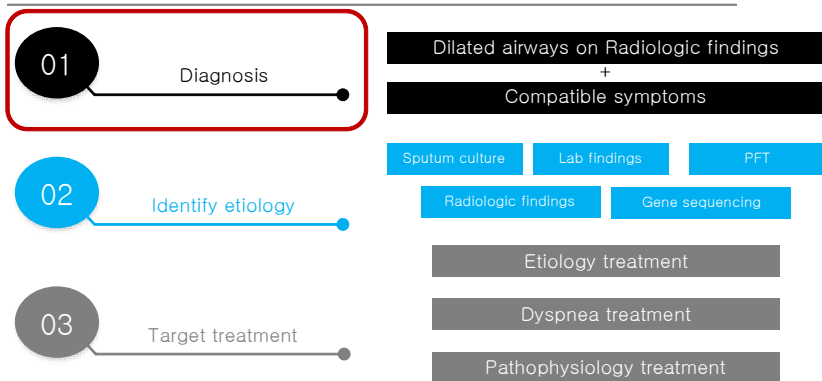 01
Diagnosis
Dilated airways on Radiologic findings
+
Compatible symptoms
02
Identify etiology
Sputum culture
Lab findings
PFT
Radiologic findings
Gene sequencing
03
Target treatment
Etiology treatment
Dyspnea treatment
Pathophysiology treatment